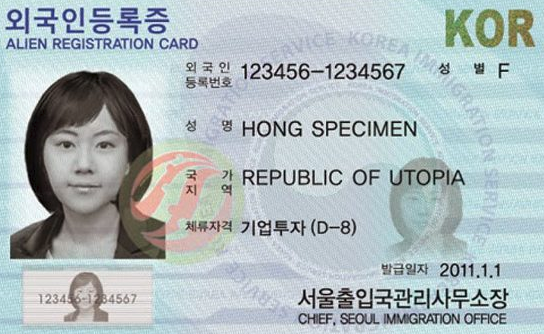 외국인등록증
KOR
ALIEN REGISTRATION CARD
외국인 등록번호 123456-1234567 성별 F
성명 HONG SPECIMEN
국가 지역 REPUBLIC OF UTOPIA
체류자격 기업투자 (D-8)
123456-1234567
발급일자 2011.1.1
서울출입국관리사무소장
CHIEF, SEOUL IMMIGRATION OFFICE
KOREA IMMIGRATION SERVICE